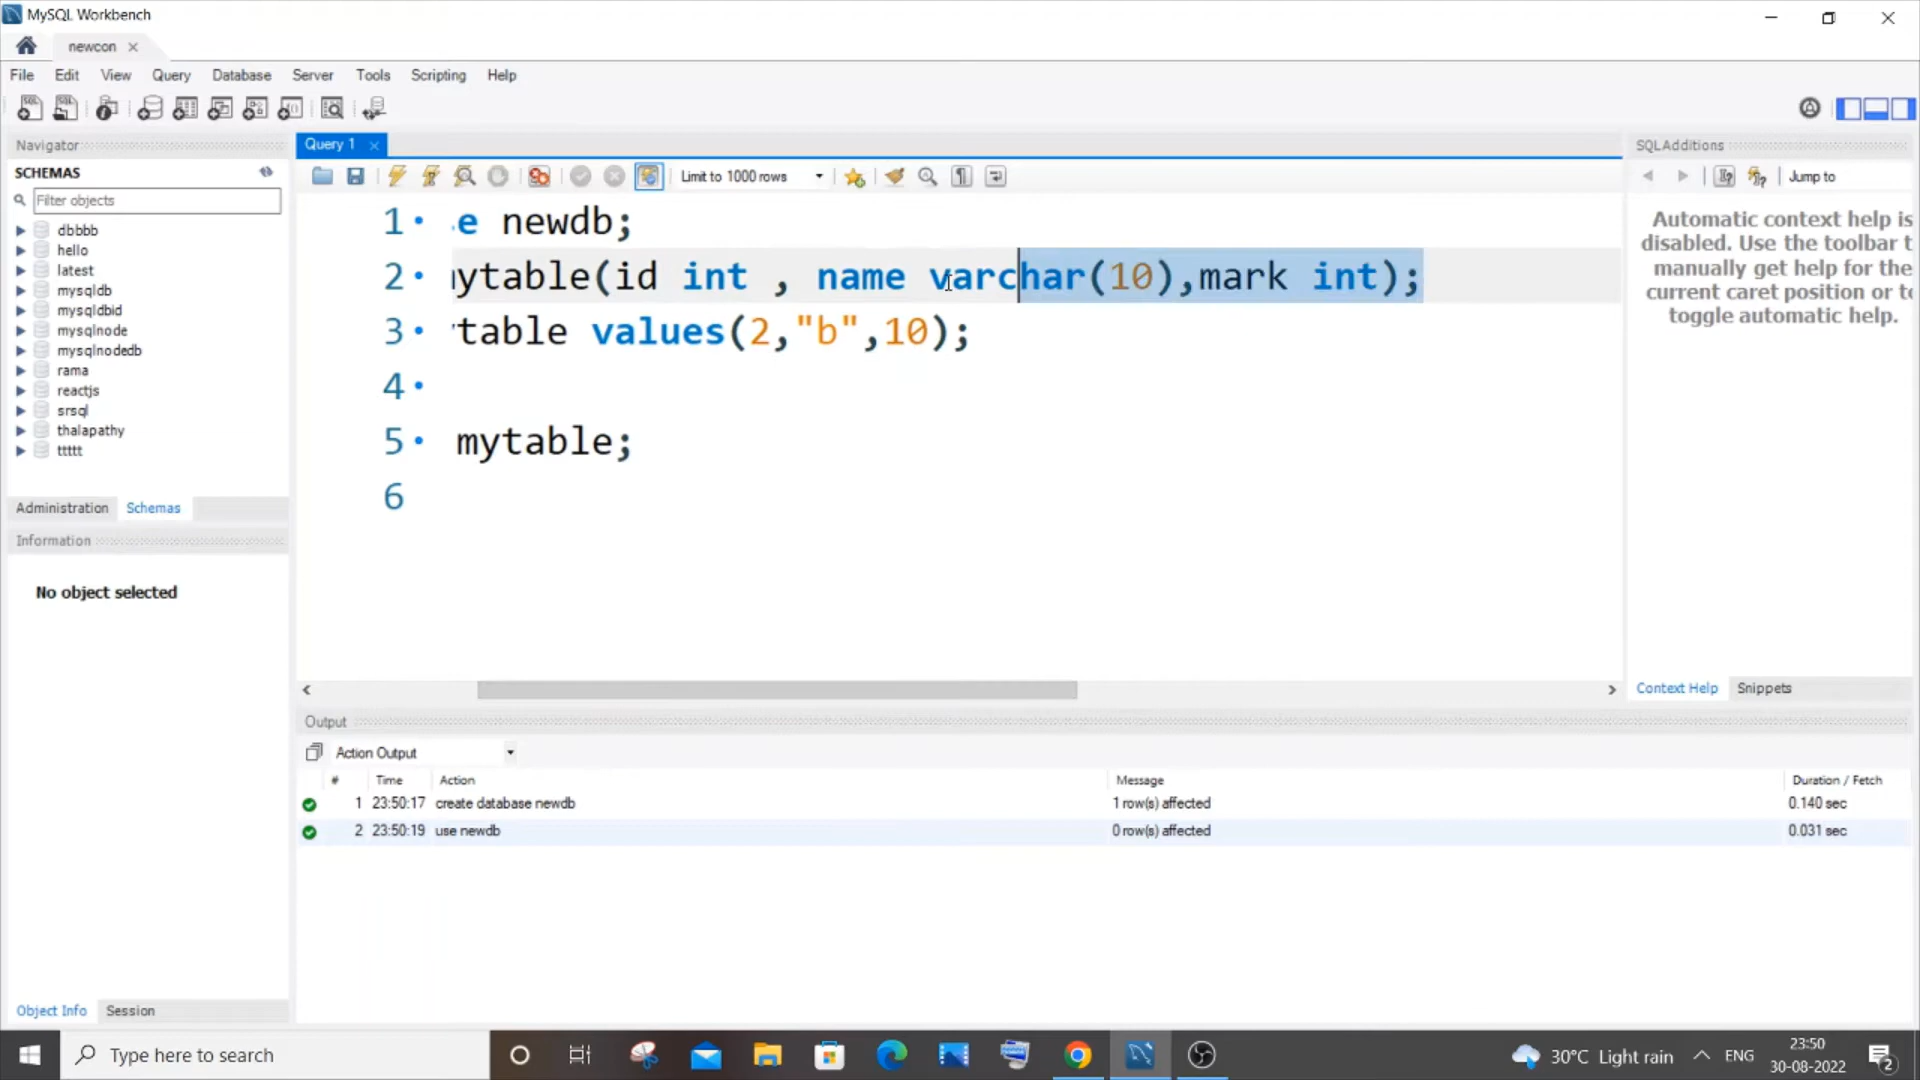 MySQL Workbench
newcon
File Edit View Query Database Server Tools Scripting Help
Navigator
SCHEMAS
Filter objects
dbbbb
hello
latest
mysqldb
mysqldbid
mysqlnode
mysqlnodedb
rama
reactjs
srsql
thalapathy
ttttt
Administration Schemas
Information
No object selected
Object Info Session
Query 1
Limit to 1000 rows
1 e newdb;
2 mytable(id int , name varchar(10),mark int);
3 table values(2,"b",10);
4
5 mytable;
6
SQLAdditions
Jump to
Automatic context help is
disabled. Use the toolbar t
manually get help for the
current caret position or to
toggle automatic help.
Context Help Snippets
Output
Action Output
# Time Action Message Duration / Fetch
1 23:50:17 create database newdb 1 row(s) affected 0.140 sec
2 23:50:19 use newdb 0 row(s) affected 0.031 sec
Type here to search
30°C Light rain
ENG
23:50
30-08-2022
2